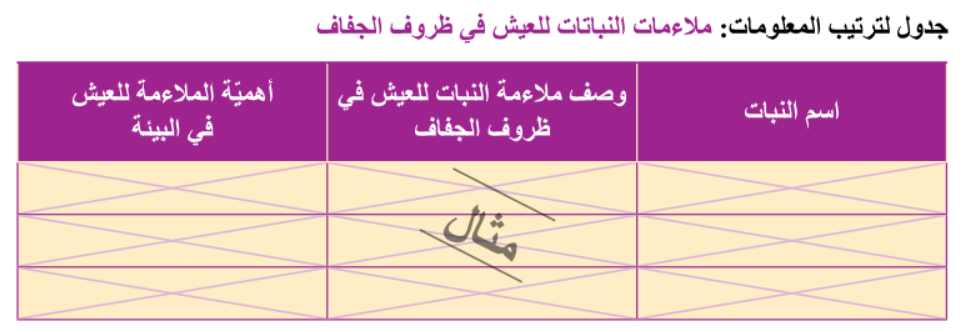 جدول لترتيب المعلومات: ملاءمات النباتات للعيش في ظروف الجفاف
اسم النبات
وصف ملاءمة النبات للعيش في
ظروف الجفاف
أهميّة الملاءمة للعيش
في البيئة
مثال